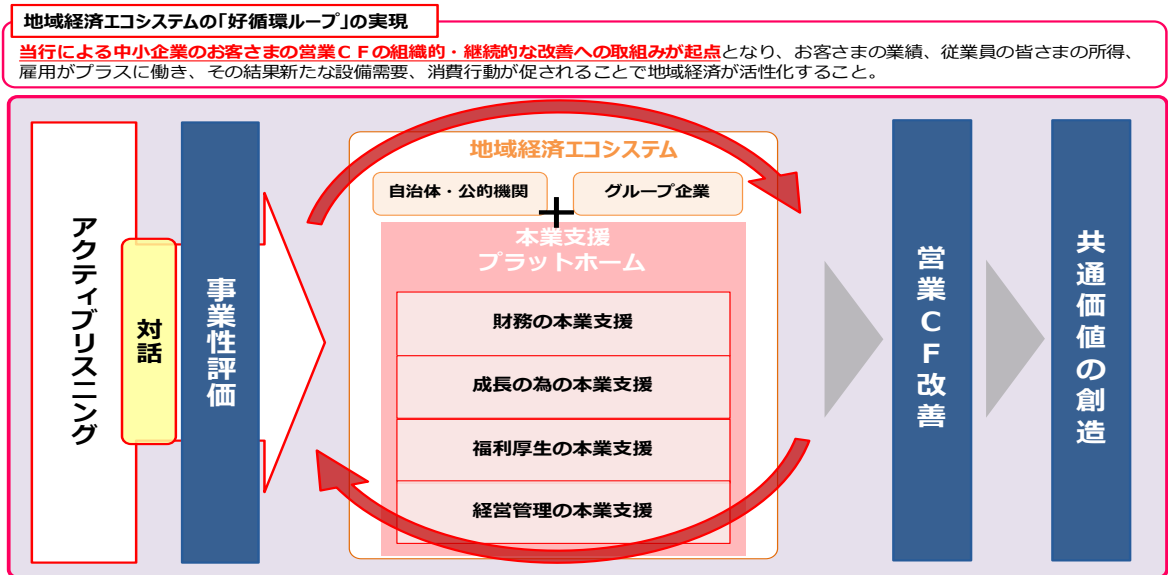 地域経済エコシステムの「好循環ループ」の実現
当行による中小企業のお客さまの営業CFの組織的・継続的な改善への取組みが起点となり、お客さまの業績、従業員の皆さまの所得、
雇用がプラスに働き、その結果新たな設備需要、消費行動が促されることで地域経済が活性化すること。
アクティブリスニング
対話
事業性評価
地域経済エコシステム
自治体・公的機関
グループ企業
+
本業支援
プラットホーム
財務の本業支援
成長の為の本業支援
福利厚生の本業支援
経営管理の本業支援
営業CF改善
共通価値の創造